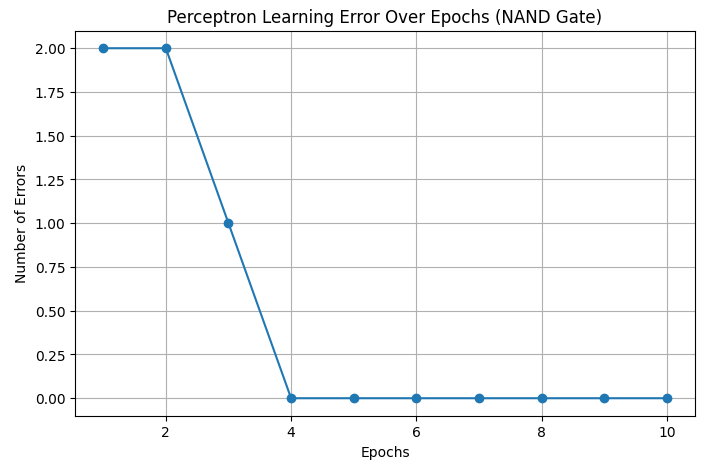 Perceptron Learning Error Over Epochs (NAND Gate)
2.00
1.75
1.50
1.25
1.00
0.75
0.50
0.25
0.00
Number of Errors
2 4 6 8 10
Epochs